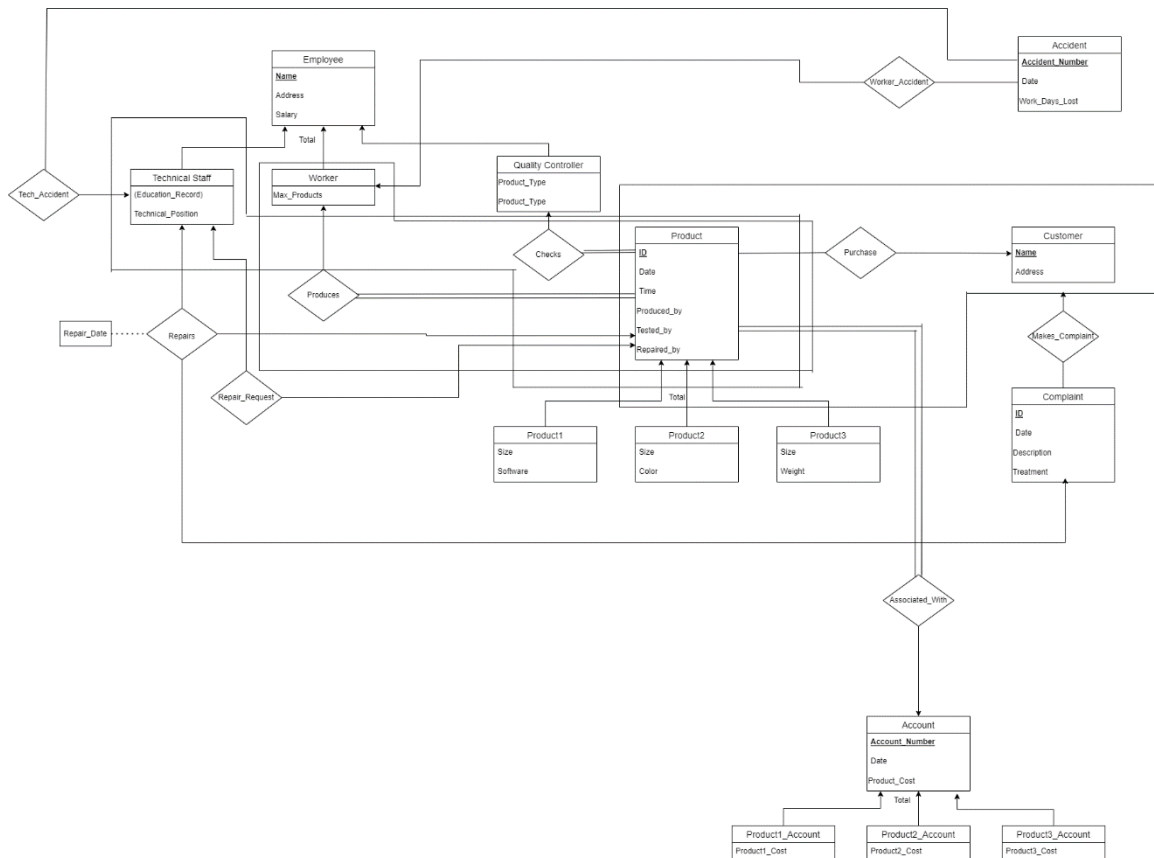 Accident
Accident_Number
Date
Work_Days_Lost
Employee
Name
Address
Salary
Worker_Accident
Total
Technical Staff
(Education_Record)
Technical_Position
Worker
Max_Products
Quality Controller
Product_Type
Product_Type
Tech_Accident
Product
ID
Date
Time
Produced_by
Tested_by
Repaired_by
Customer
Name
Address
Checks
Purchase
Produces
Repair_Date
Repairs
Makes_Complaint
Repair_Request
Total
Complaint
ID
Date
Description
Treatment
Product1
Size
Software
Product2
Size
Color
Product3
Size
Weight
Associated_With
Account
Account_Number
Date
Product_Cost
Total
Product1_Account
Product1_Cost
Product2_Account
Product2_Cost
Product3_Account
Product3_Cost